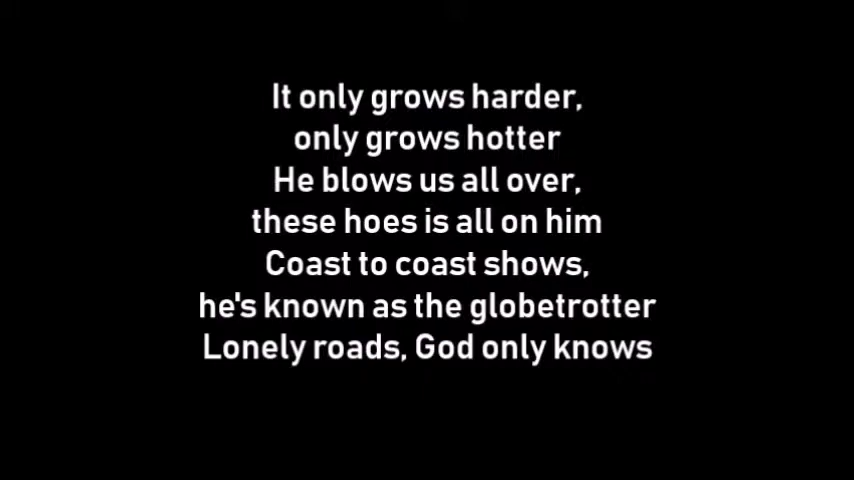 It only grows harder,
only grows hotter
He blows us all over,
these hoes is all on him
Coast to coast shows,
he's known as the globetrotter
Lonely roads, God only knows